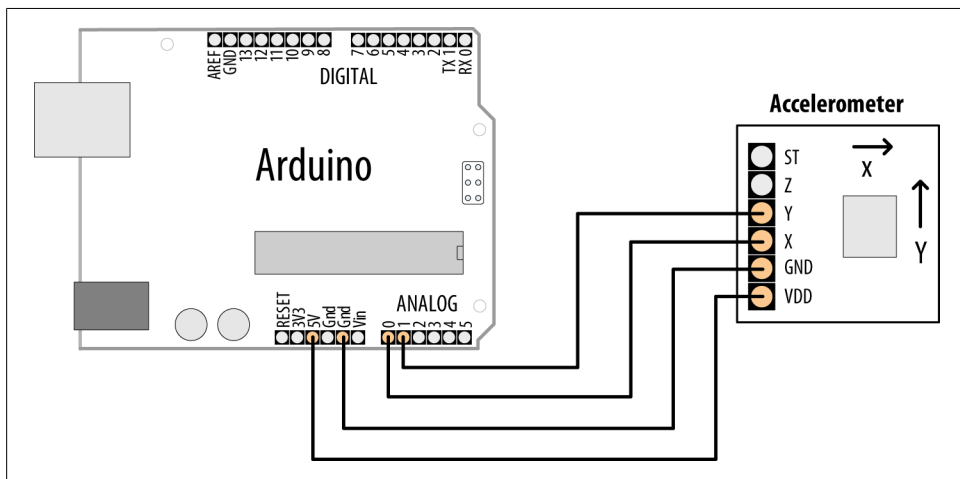 AREF
GND
13
12
11
10
9
8
7
6
5
4
3
2
TX 1
RX 0
DIGITAL
Arduino
Accelerometer
ST
Z
Y
X
GND
VDD
X
Y
ANALOG
RESET
3V3
5V
Gnd
Gnd
Vin
0
1
2
3
4
5